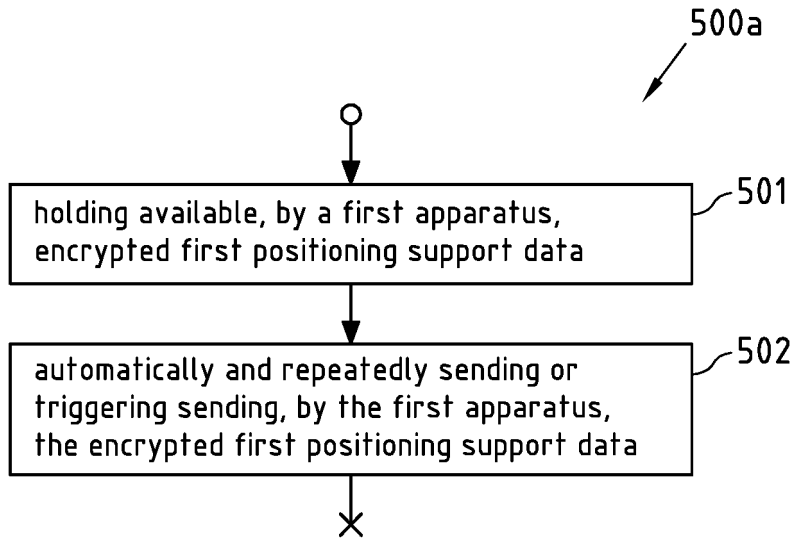 500a
501
holding available, by a first apparatus,
encrypted first positioning support data
502
automatically and repeatedly sending or
triggering sending, by the first apparatus,
the encrypted first positioning support data